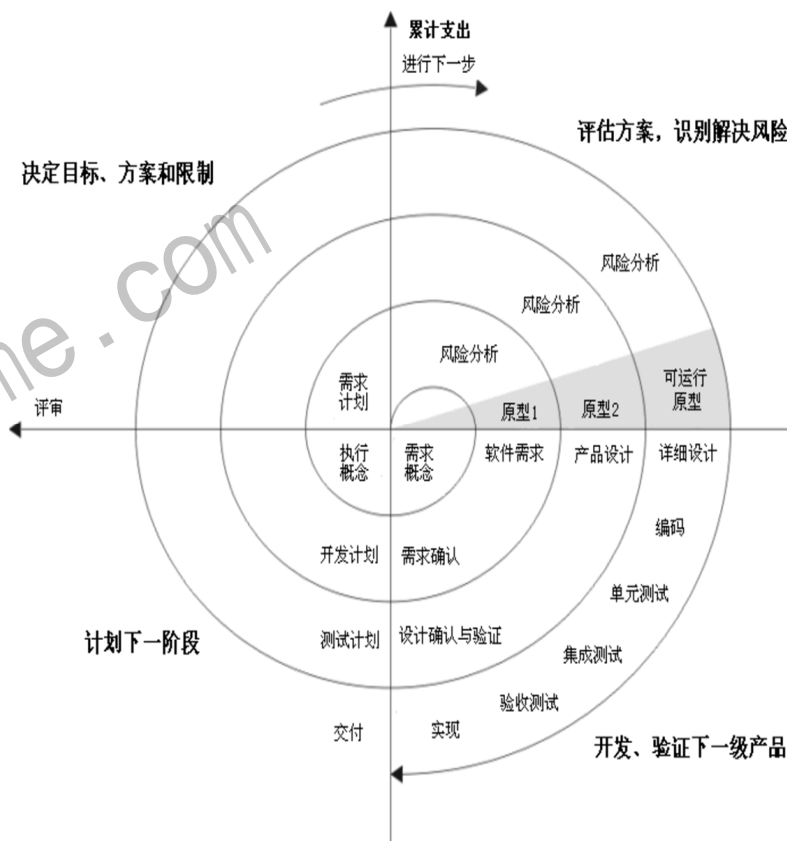 累计支出
进行下一步
评估方案，识别解决风险
决定目标、方案和限制
me.com
风险分析
风险分析
风险分析
需求
计划
可运行
原型
原型1
原型2
评审
执行
概念
需求
概念
软件需求
产品设计
详细设计
编码
开发计划
需求确认
单元测试
计划下一阶段
测试计划
设计确认与验证
集成测试
验收测试
交付
实现
开发、验证下一级产品